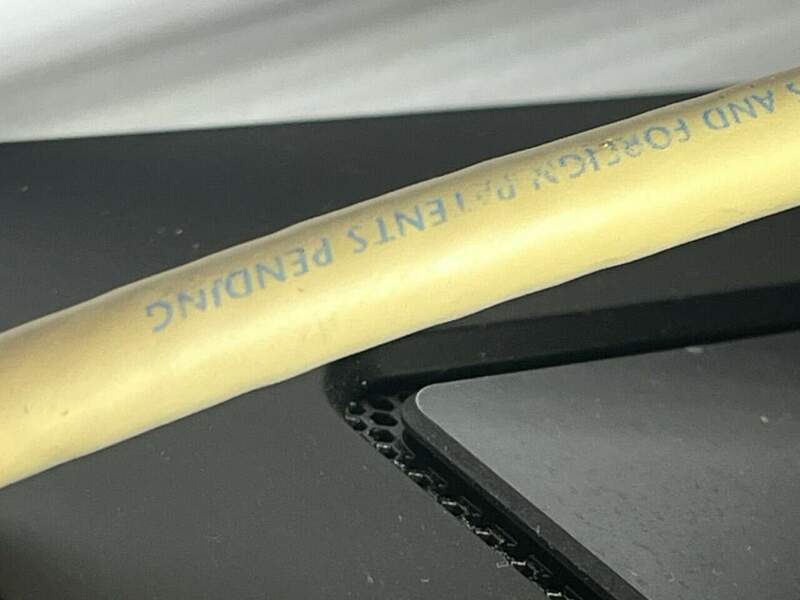 S AND FOREIGN PATENTS PENDING